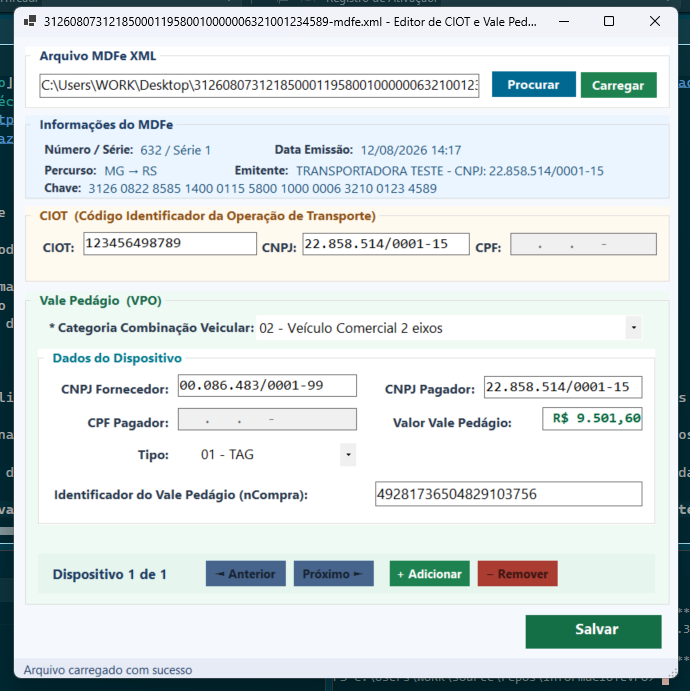 31260807312185000119580010000006321001234589-mdfe.xml - Editor de CIOT e Vale Ped...
Arquivo MDFe XML
C:\Users\WORK\Desktop\312608073121850001195800100000063210012
Procurar
Carregar
Informações do MDFe
Número / Série: 632 / Série 1
Data Emissão: 12/08/2026 14:17
Percurso: MG → RS
Emitente: TRANSPORTADORA TESTE - CNPJ: 22.858.514/0001-15
Chave: 3126 0822 8585 1400 0115 5800 1000 0006 3210 0123 4589
CIOT (Código Identificador da Operação de Transporte)
CIOT: 123456498789 CNPJ: 22.858.514/0001-15 CPF: . . -
Vale Pedágio (VPO)
* Categoria Combinação Veicular: 02 - Veículo Comercial 2 eixos
Dados do Dispositivo
CNPJ Fornecedor: 00.086.483/0001-99
CNPJ Pagador: 22.858.514/0001-15
CPF Pagador: . . -
Valor Vale Pedágio: R$ 9.501,60
Tipo: 01 - TAG
Identificador do Vale Pedágio (nCompra): 49281736504829103756
Dispositivo 1 de 1
⇥ Anterior
Próximo ⇤
+ Adicionar
− Remover
Salvar
Arquivo carregado com sucesso